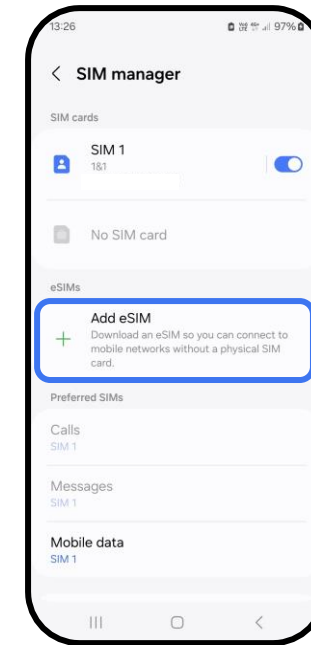 13:26
97%
SIM manager
SIM cards
SIM 1
1&1
No SIM card
eSIMs
Add eSIM
Download an eSIM so you can connect to
mobile networks without a physical SIM
card.
Preferred SIMs
Calls
SIM 1
Messages
SIM 1
Mobile data
SIM 1